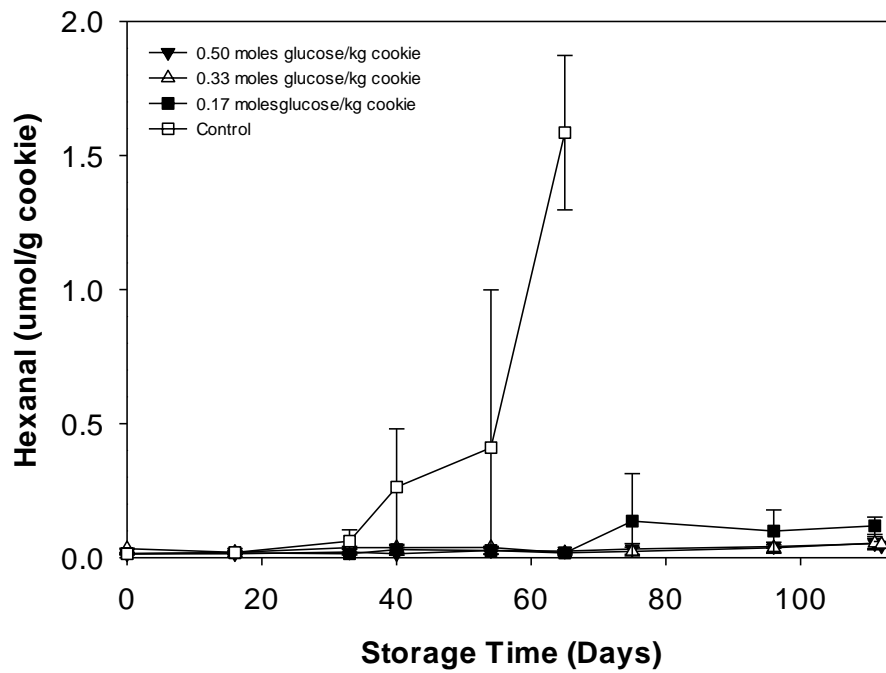 2.0
0.50 moles glucose/kg cookie
0.33 moles glucose/kg cookie
0.17 molesglucose/kg cookie
Control
1.5
1.0
0.5
0.0
Hexanal (umol/g cookie)
0 20 40 60 80 100
Storage Time (Days)